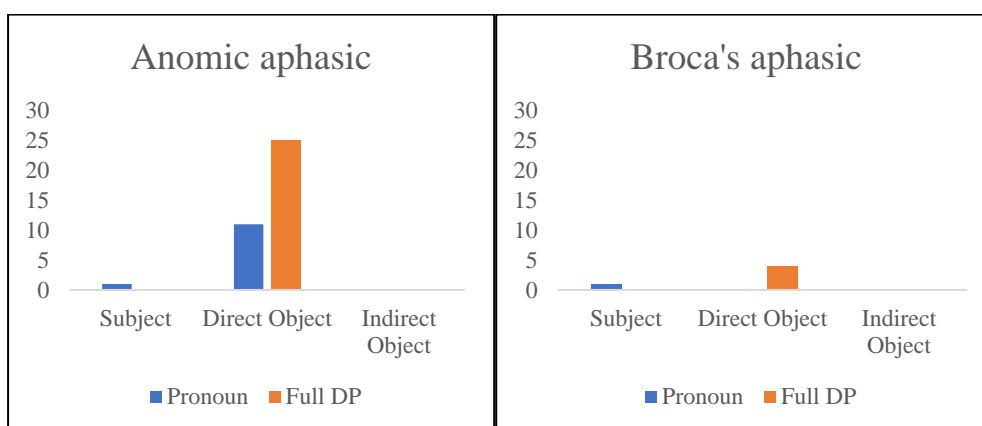 Anomic aphasic
30
25
20
15
10
5
0
Subject Direct Object Indirect
Object
Pronoun Full DP
Broca's aphasic
30
25
20
15
10
5
0
Subject Direct Object Indirect
Object
Pronoun Full DP